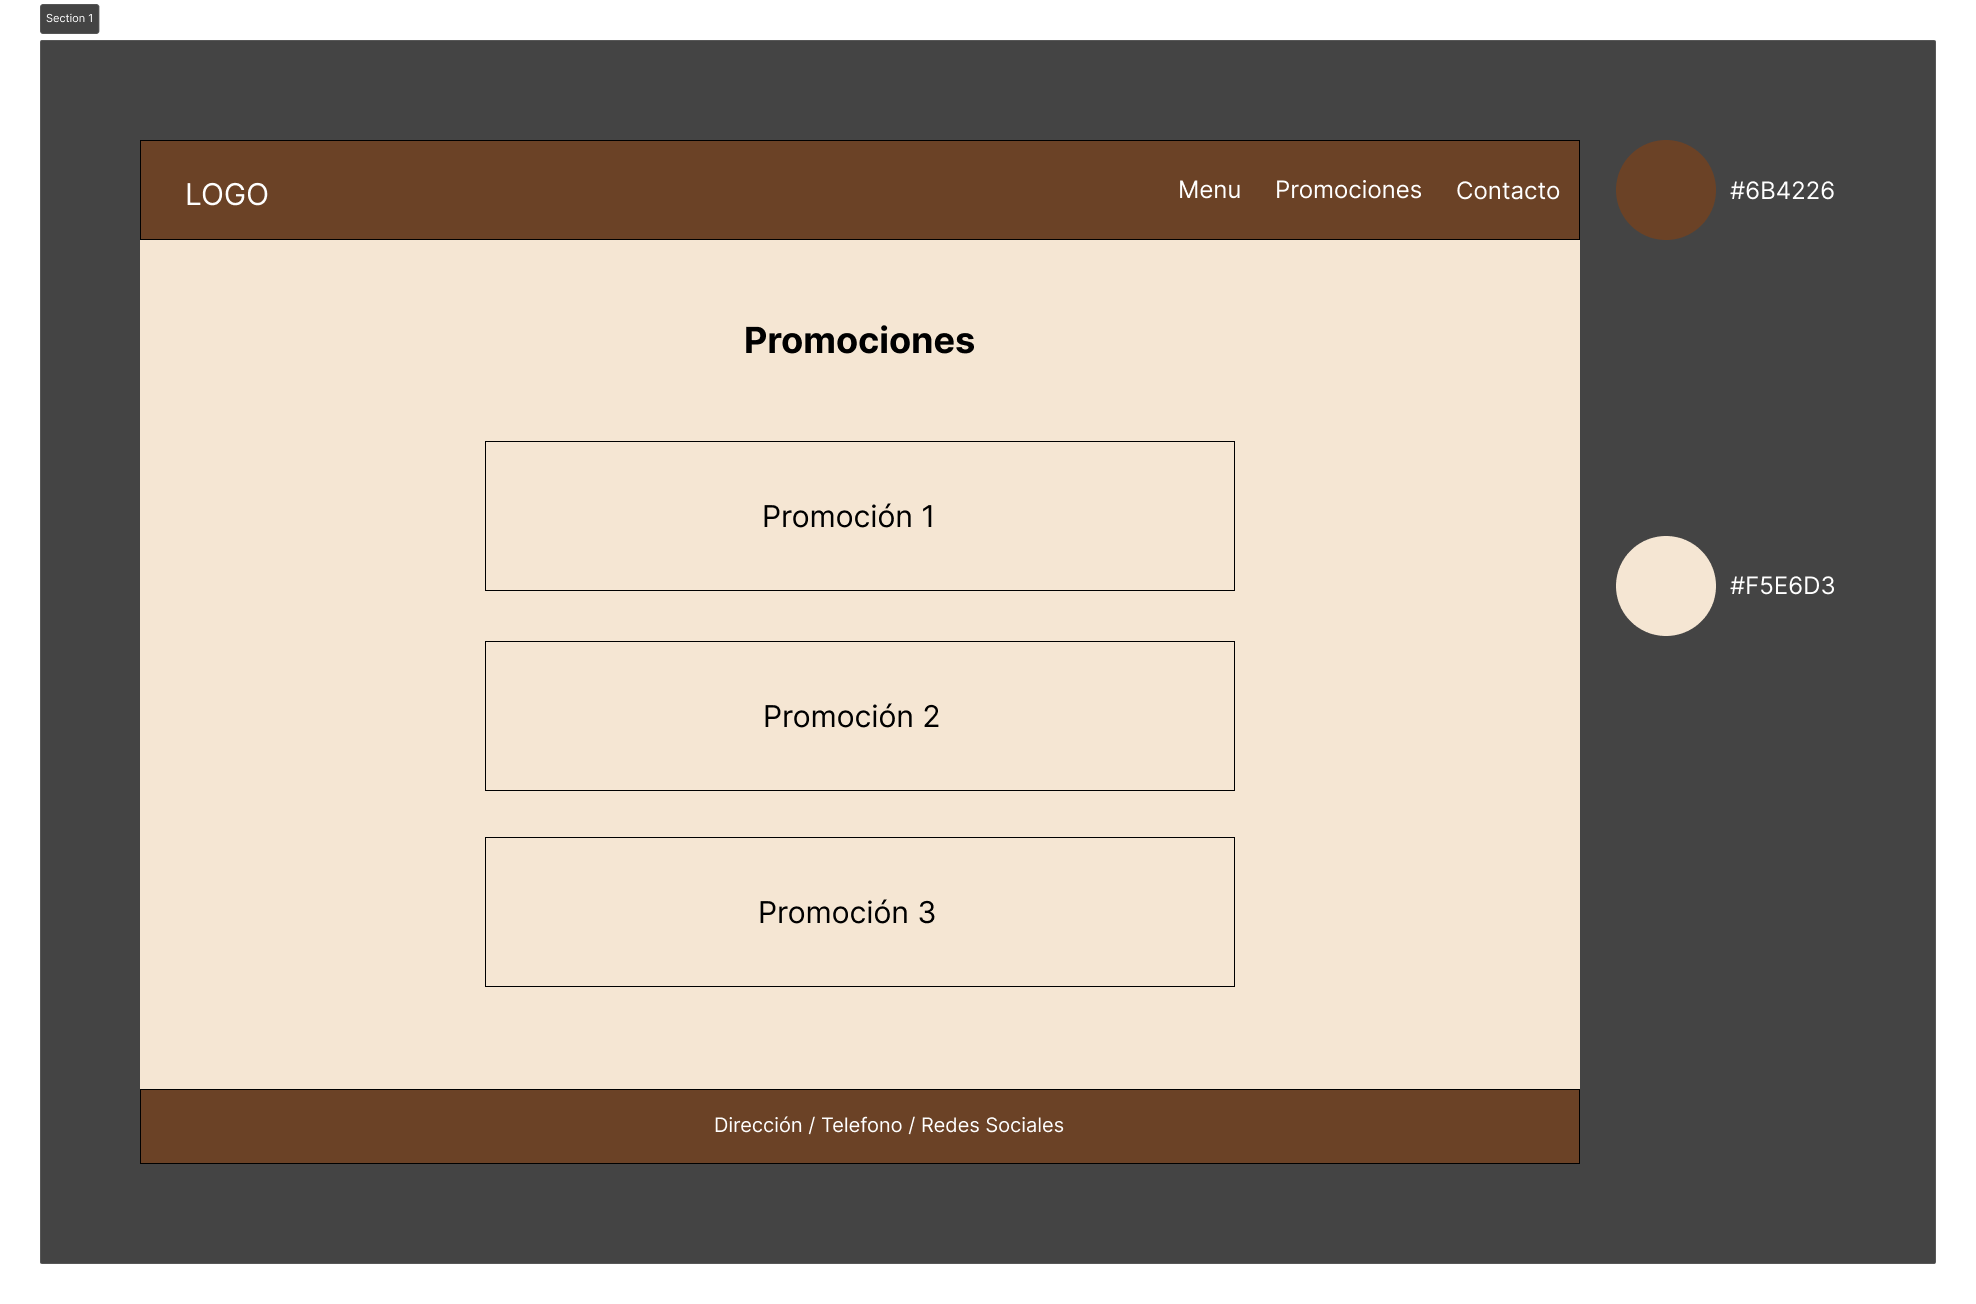 Section 1
LOGO
Menu Promociones Contacto
#6B4226
Promociones
Promoción 1
#F5E6D3
Promoción 2
Promoción 3
Dirección / Telefono / Redes Sociales